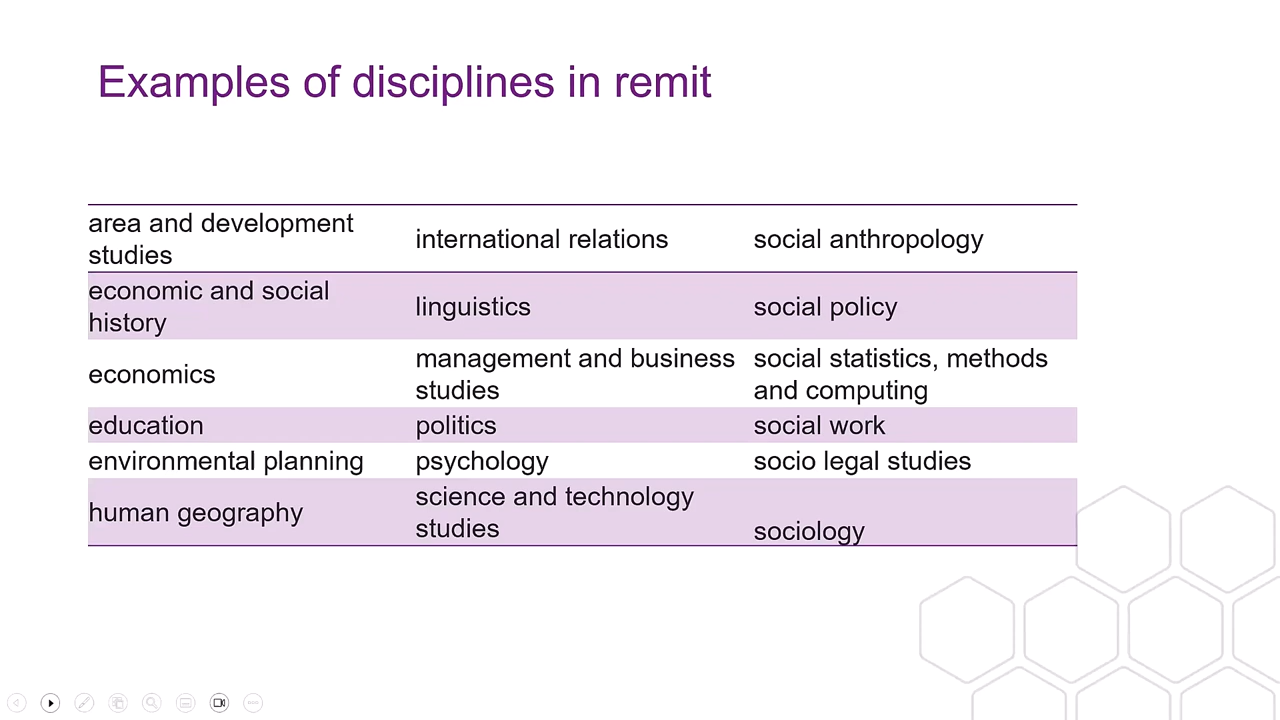 Examples of disciplines in remit
area and development
studies
international relations
social anthropology
economic and social
history
linguistics
social policy
economics
management and business
studies
social statistics, methods
and computing
education
politics
social work
environmental planning
psychology
socio legal studies
human geography
science and technology
studies
sociology